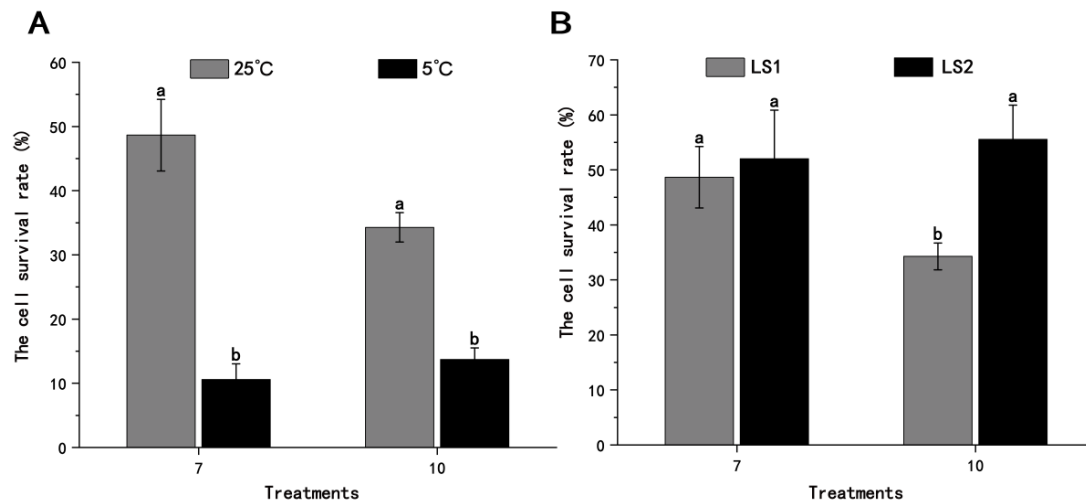 A
25°C 5°C
The cell survival rate (%)
60
50
40
30
20
10
0
a
b
a
b
7 10
Treatments
B
LS1 LS2
The cell survival rate (%)
70
60
50
40
30
20
10
0
a
a
b
a
7 10
Treatments